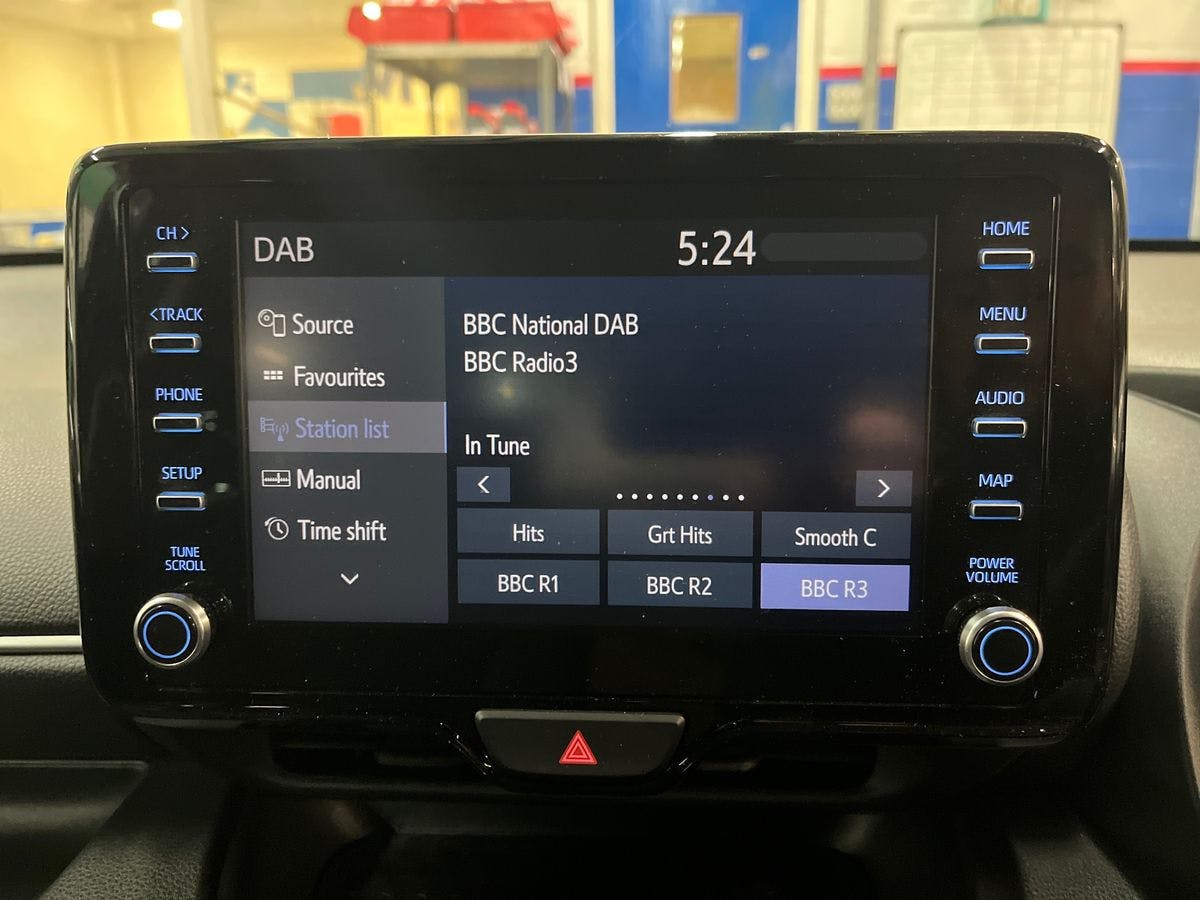 CH >
<TRACK
PHONE
SETUP
TUNE
SCROLL
DAB
5:24
Source
Favourites
Station list
Manual
Time shift
BBC National DAB
BBC Radio3
In Tune
<
>
Hits
Grt Hits
Smooth C
BBC R1
BBC R2
BBC R3
HOME
MENU
AUDIO
MAP
POWER
VOLUME